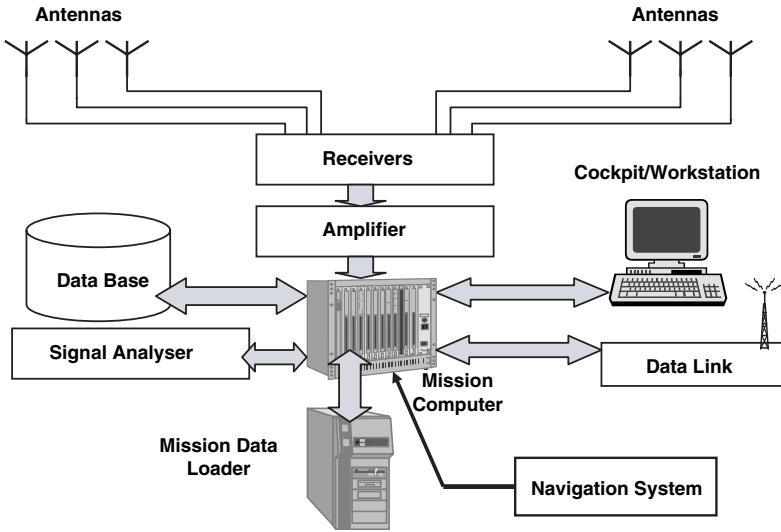 Antennas
Antennas
Receivers
Cockpit/Workstation
Amplifier
Data Base
Signal Analyser
Mission
Computer
Data Link
Mission Data
Loader
Navigation System